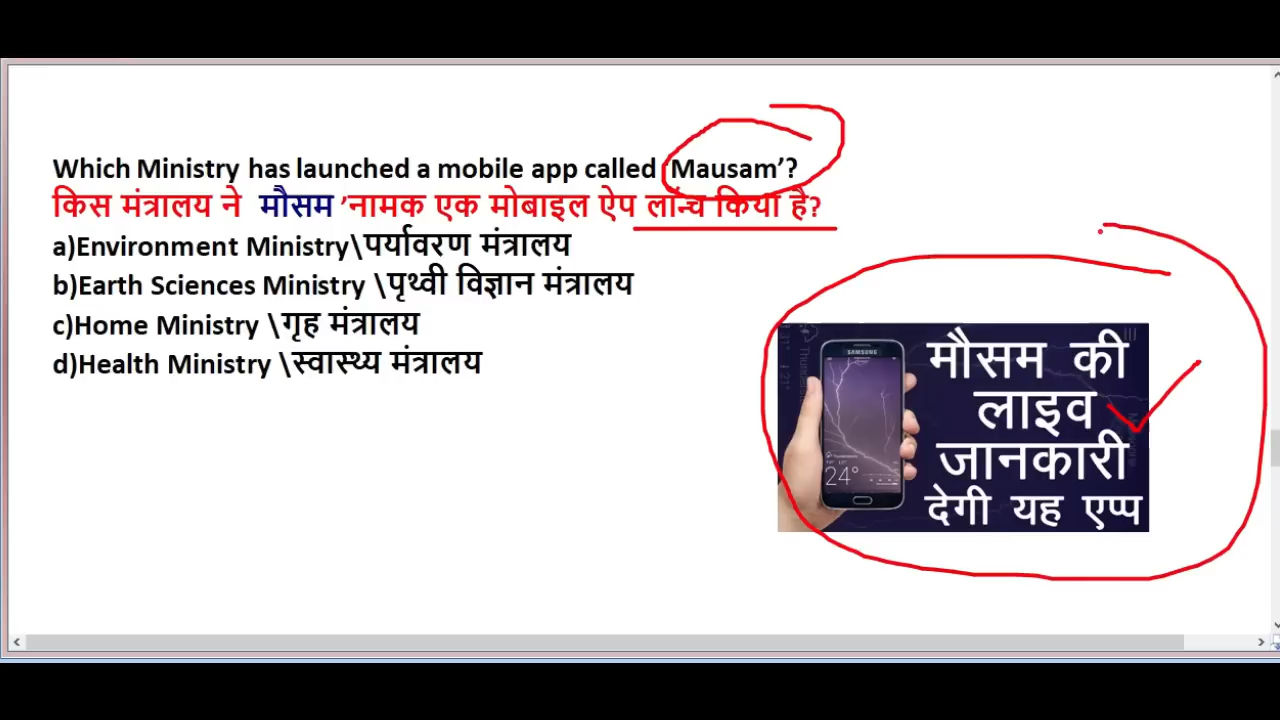 Which Ministry has launched a mobile app called Mausam’?
किस मंत्रालय ने मौसम ’नामक एक मोबाइल ऐप लान्च किया है?
a)Environment Ministry\पर्यावरण मंत्रालय
b)Earth Sciences Ministry \पृथ्वी विज्ञान मंत्रालय
c)Home Ministry \गृह मंत्रालय
d)Health Ministry \स्वास्थ्य मंत्रालय
SAMSUNG
24°
मौसम की
लाइव
जानकारी
देगी यह एप्प